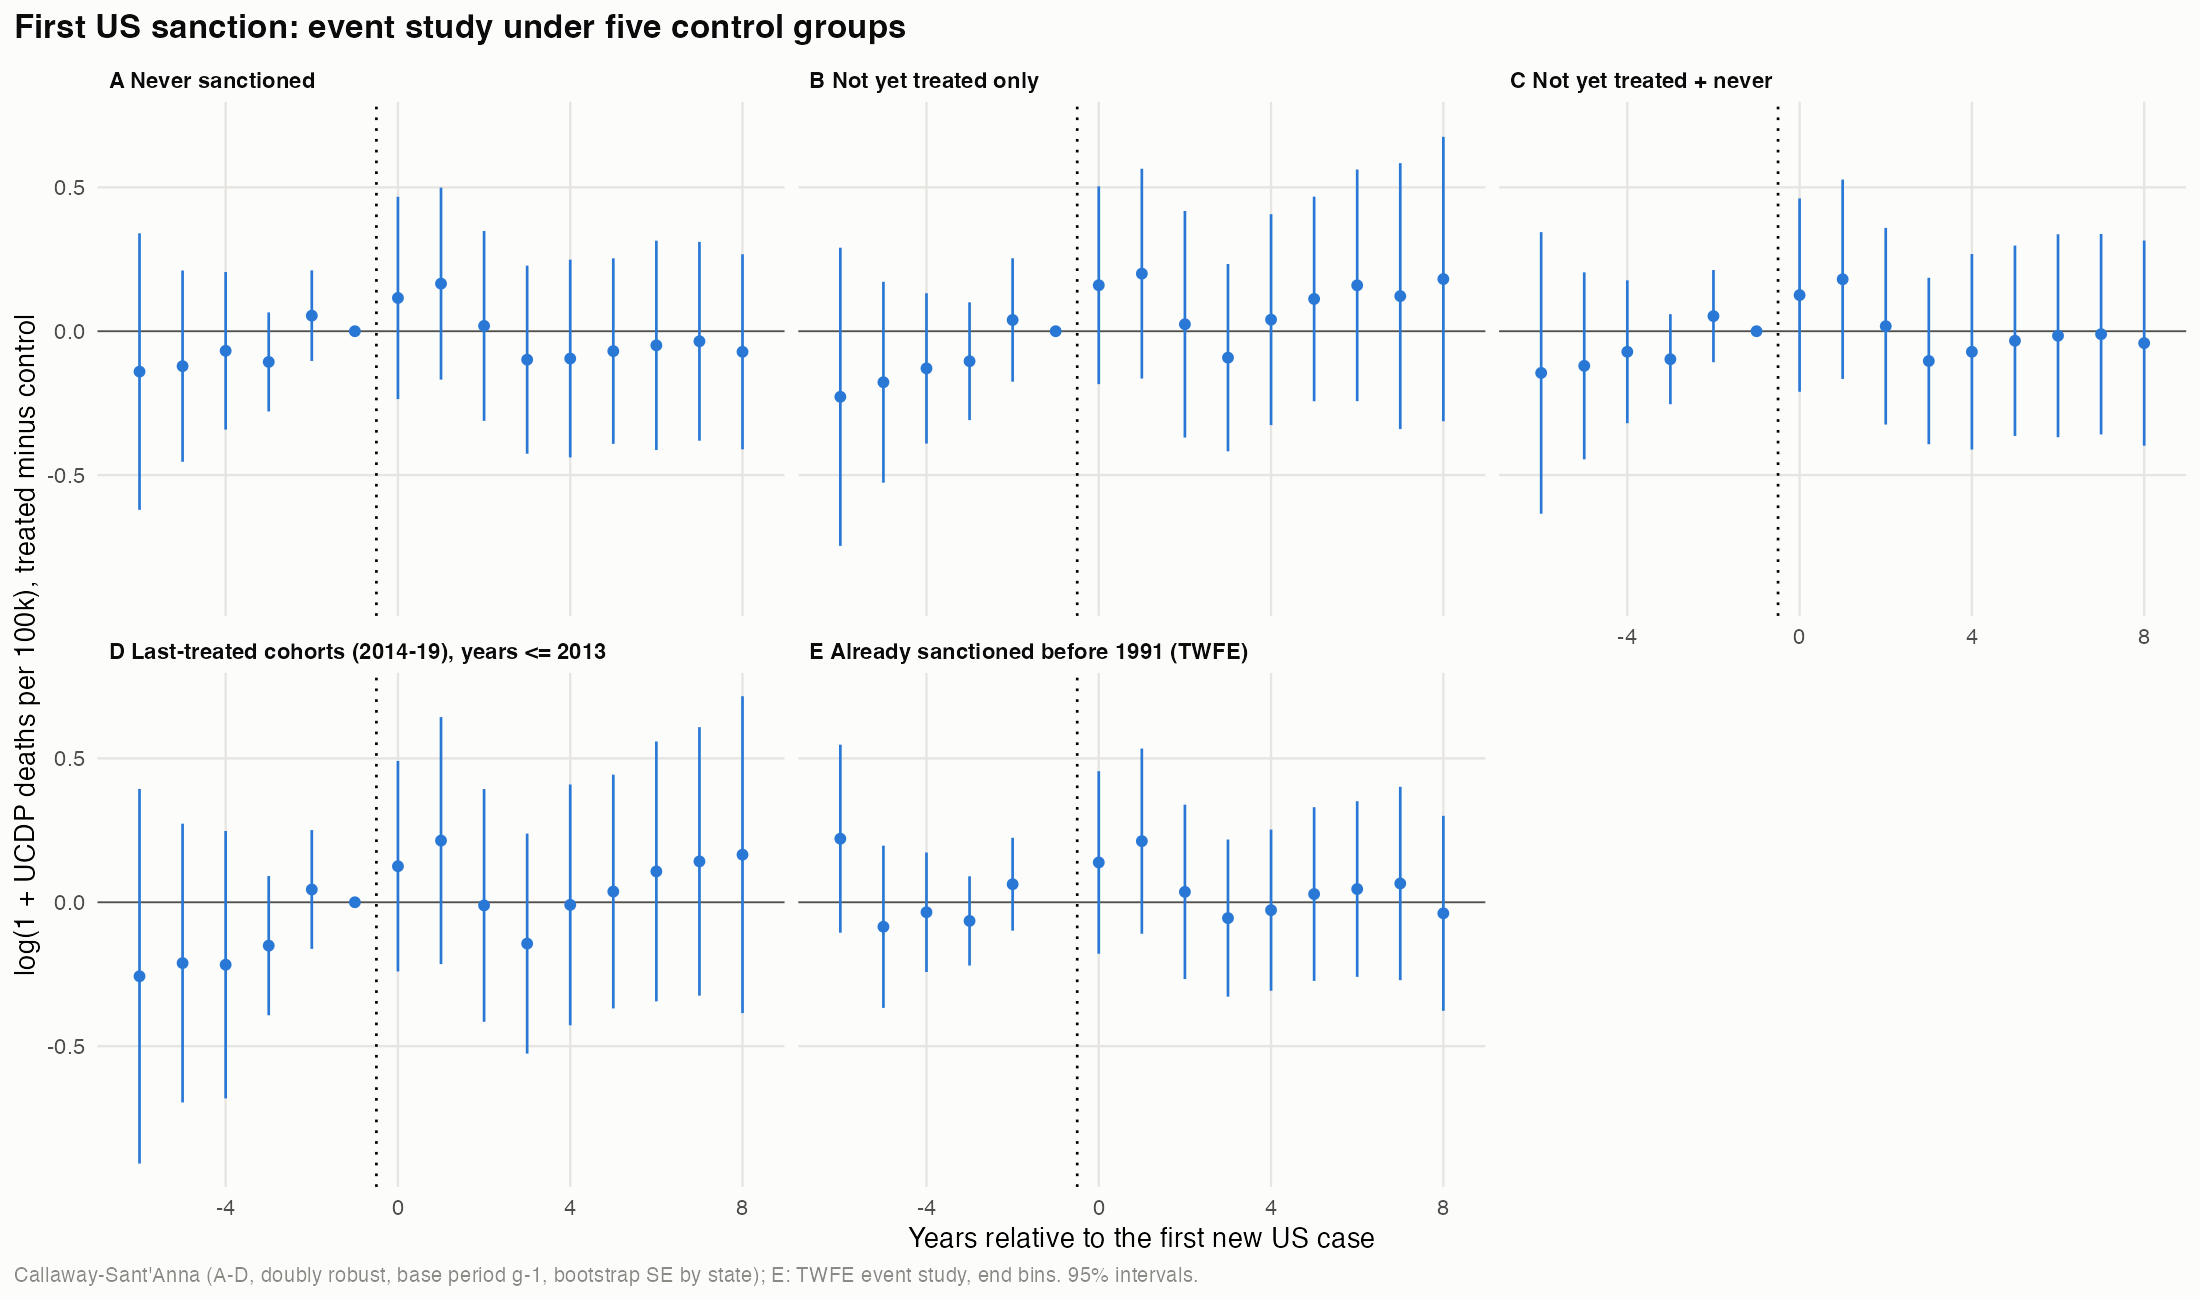 First US sanction: event study under five control groups
A Never sanctioned
B Not yet treated only
C Not yet treated + never
0.5
0.0
-0.5
-4
0
4
8
D Last-treated cohorts (2014-19), years <= 2013
E Already sanctioned before 1991 (TWFE)
0.5
0.0
-0.5
-4
0
4
8
-4
0
4
8
log(1 + UCDP deaths per 100k), treated minus control
Years relative to the first new US case
Callaway-Sant'Anna (A-D, doubly robust, base period g-1, bootstrap SE by state); E: TWFE event study, end bins. 95% intervals.